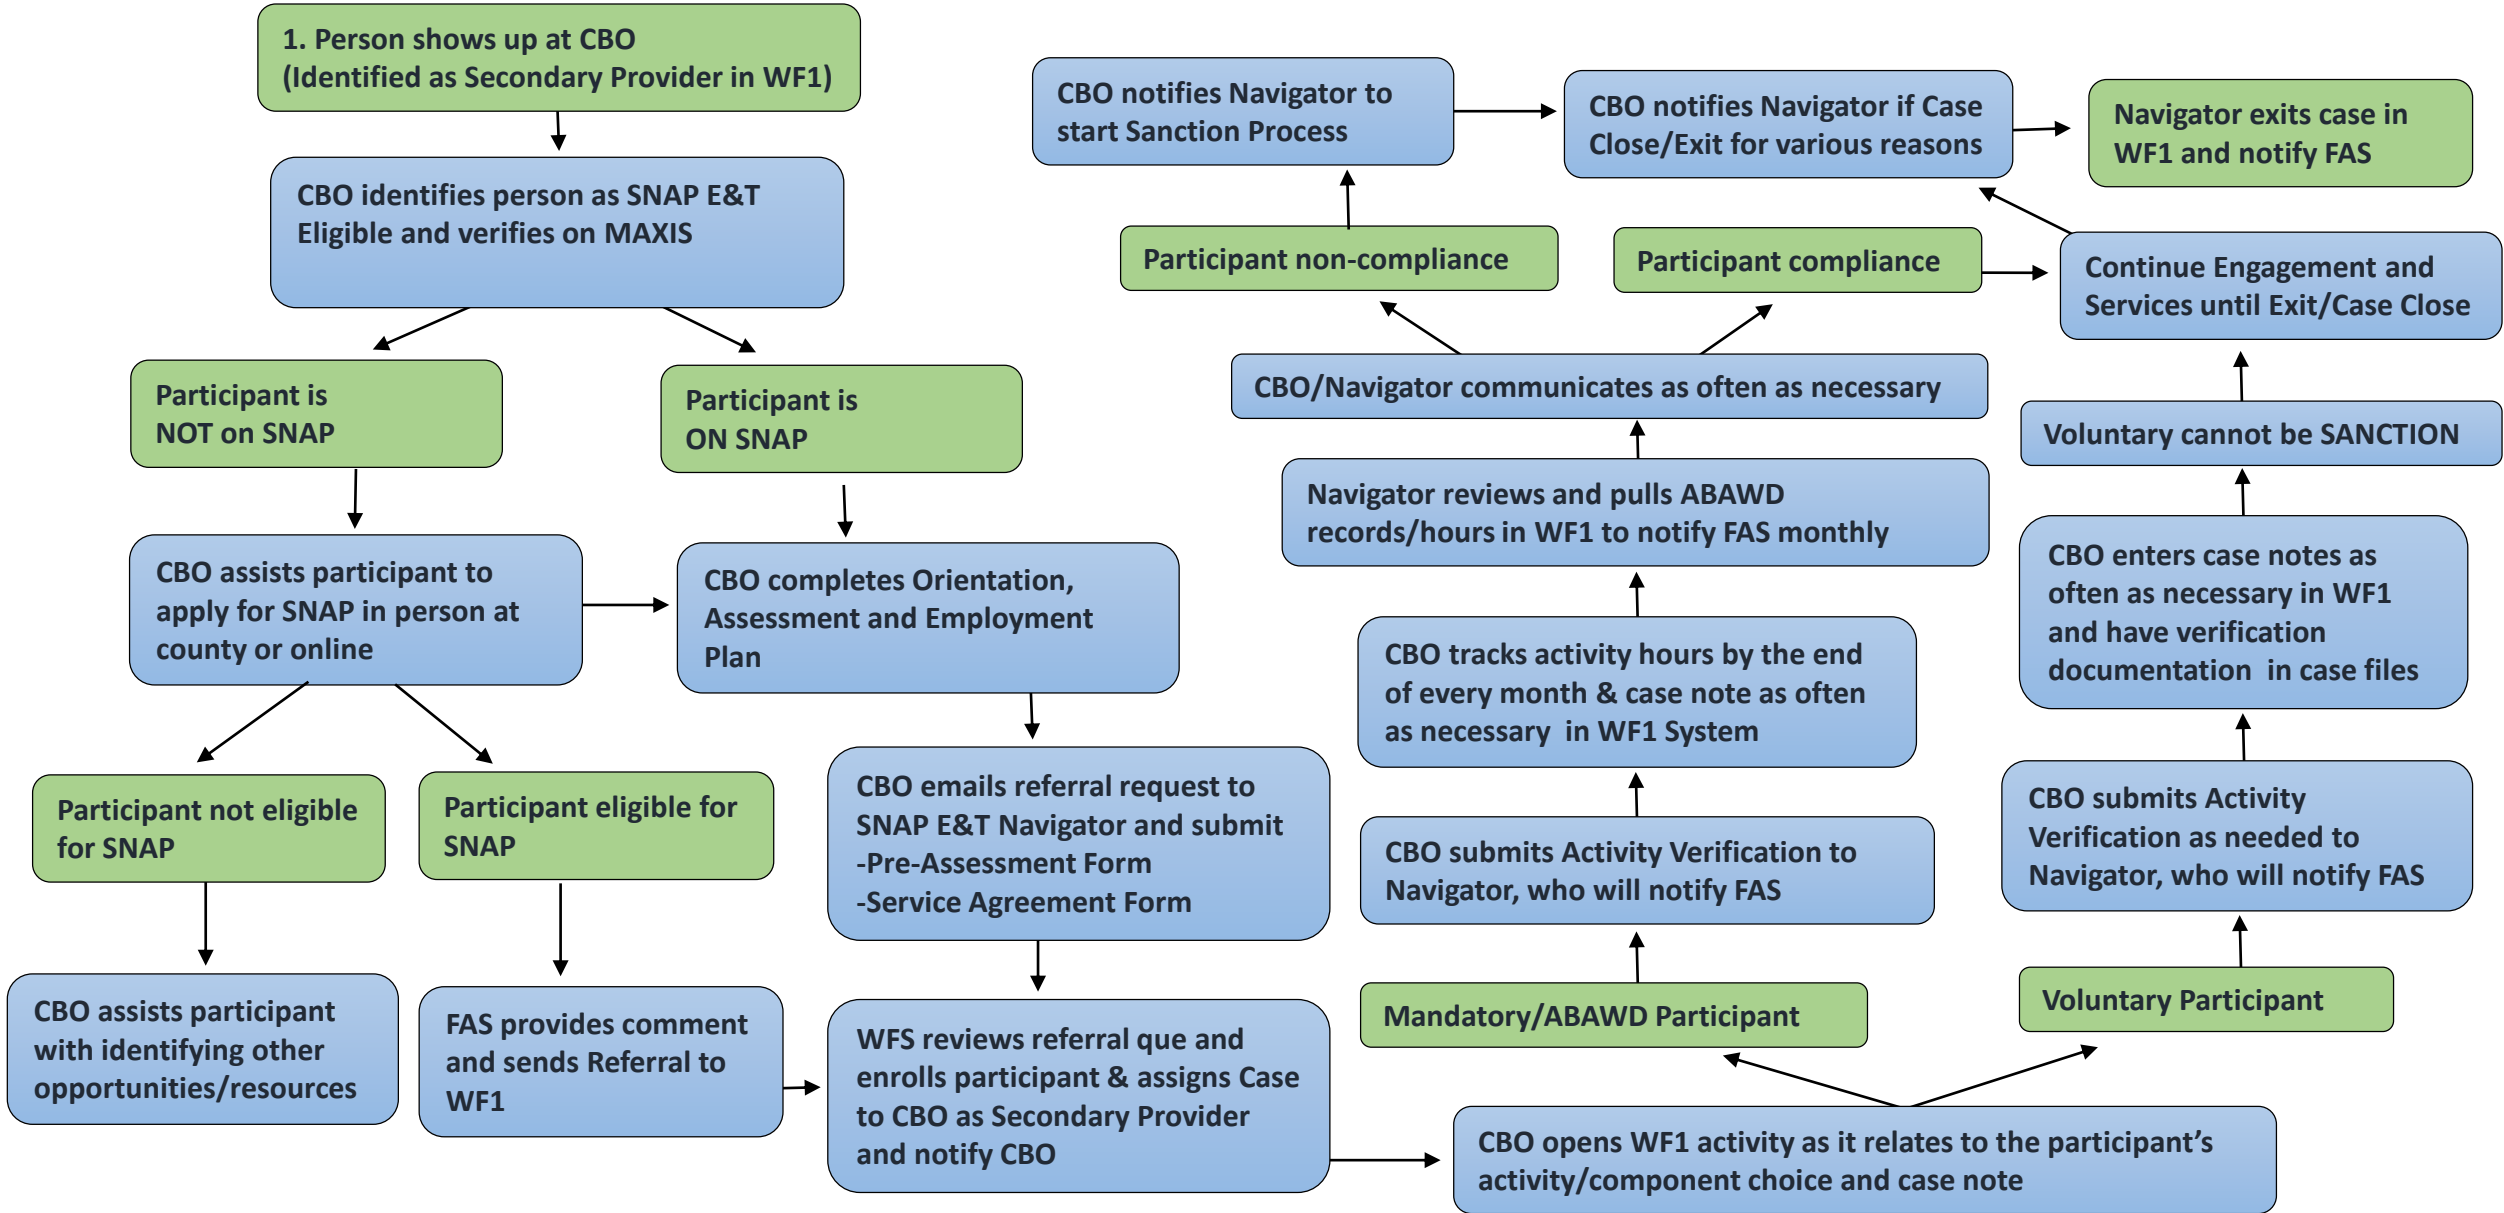 1. Person shows up at CBO
(Identified as Secondary Provider in WF1)
CBO identifies person as SNAP E&T
Eligible and verifies on MAXIS
Participant is
NOT on SNAP
Participant is
ON SNAP
CBO assists participant to
apply for SNAP in person at
county or online
CBO completes Orientation,
Assessment and Employment
Plan
Participant not eligible
for SNAP
Participant eligible for
SNAP
CBO emails referral request to
SNAP E&T Navigator and submit
-Pre-Assessment Form
-Service Agreement Form
CBO assists participant
with identifying other
opportunities/resources
FAS provides comment
and sends Referral to
WF1
WFS reviews referral que and
enrolls participant & assigns Case
to CBO as Secondary Provider
and notify CBO
CBO opens WF1 activity as it relates to the participant’s
activity/component choice and case note
Mandatory/ABAWD Participant
Voluntary Participant
CBO submits Activity Verification to
Navigator, who will notify FAS
CBO submits Activity
Verification as needed to
Navigator, who will notify FAS
CBO tracks activity hours by the end
of every month & case note as often
as necessary  in WF1 System
CBO enters case notes as
often as necessary in WF1
and have verification
documentation  in case files
Navigator reviews and pulls ABAWD
records/hours in WF1 to notify FAS monthly
Voluntary cannot be SANCTION
CBO/Navigator communicates as often as necessary
Participant non-compliance
Participant compliance
Continue Engagement and
Services until Exit/Case Close
CBO notifies Navigator to
start Sanction Process
CBO notifies Navigator if Case
Close/Exit for various reasons
Navigator exits case in
WF1 and notify FAS